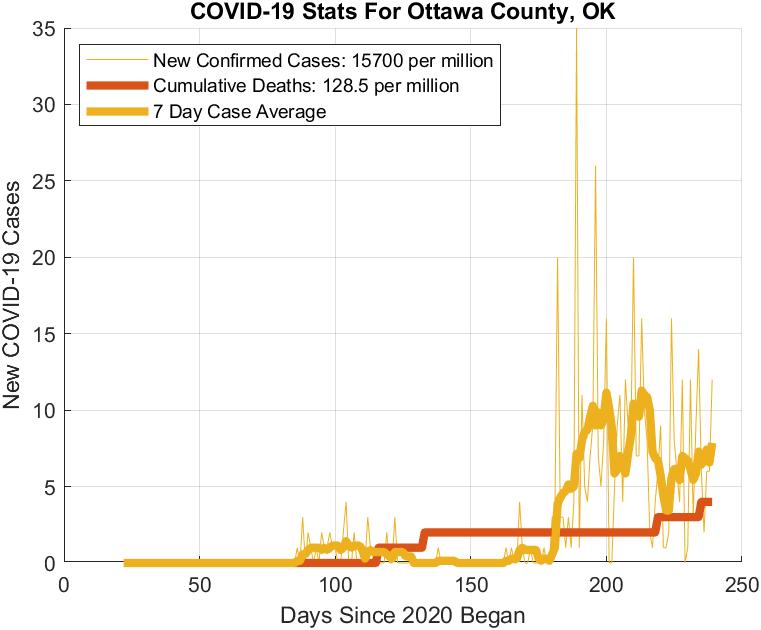 COVID-19 Stats For Ottawa County, OK
New Confirmed Cases: 15700 per million
Cumulative Deaths: 128.5 per million
7 Day Case Average
New COVID-19 Cases
35
30
25
20
15
10
5
0
0 50 100 150 200 250
Days Since 2020 Began